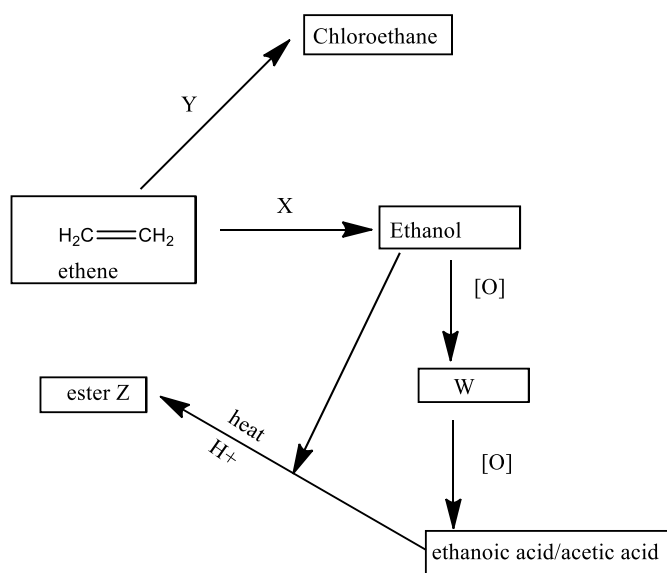 Chloroethane
Y
X
H₂C CH₂
ethene
Ethanol
[O]
ester Z
heat
H+
W
[O]
ethanoic acid/acetic acid